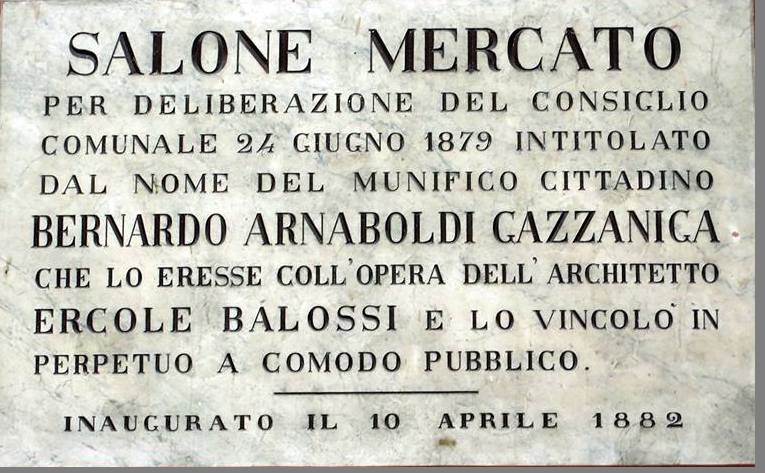 SALONE MERCATO
PER DELIBERAZIONE DEL CONSIGLIO
COMUNALE 24 GIUGNO 1879 INTITOLATO
DAL NOME DEL MUNIFICO CITTADINO
BERNARDO ARNABOLDI GAZZANIGA
CHE LO ERESSE COLL'OPERA DELL'ARCHITETTO
ERCOLE BALOSSI E LO VINCOLO' IN
PERPETUO A COMODO PUBBLICO.
INAUGURATO IL 10 APRILE 1882